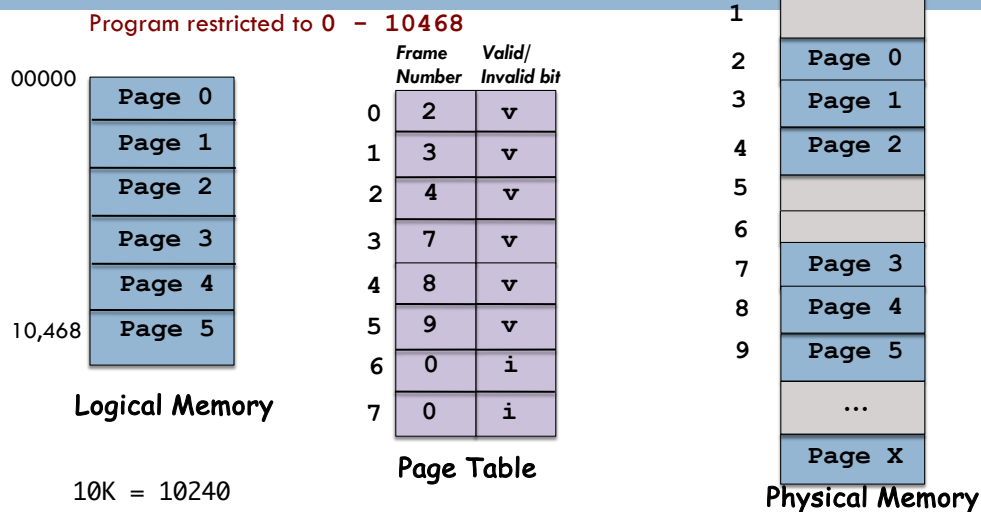 Program restricted to 0 - 10468
00000
Page 0
Page 1
Page 2
Page 3
Page 4
10,468
Page 5
Logical Memory
10K = 10240
Frame Number
Valid/ Invalid bit
0 2 v
1 3 v
2 4 v
3 7 v
4 8 v
5 9 v
6 0 i
7 0 i
Page Table
1
2 Page 0
3 Page 1
4 Page 2
5
6
7 Page 3
8 Page 4
9 Page 5
...
Page X
Physical Memory